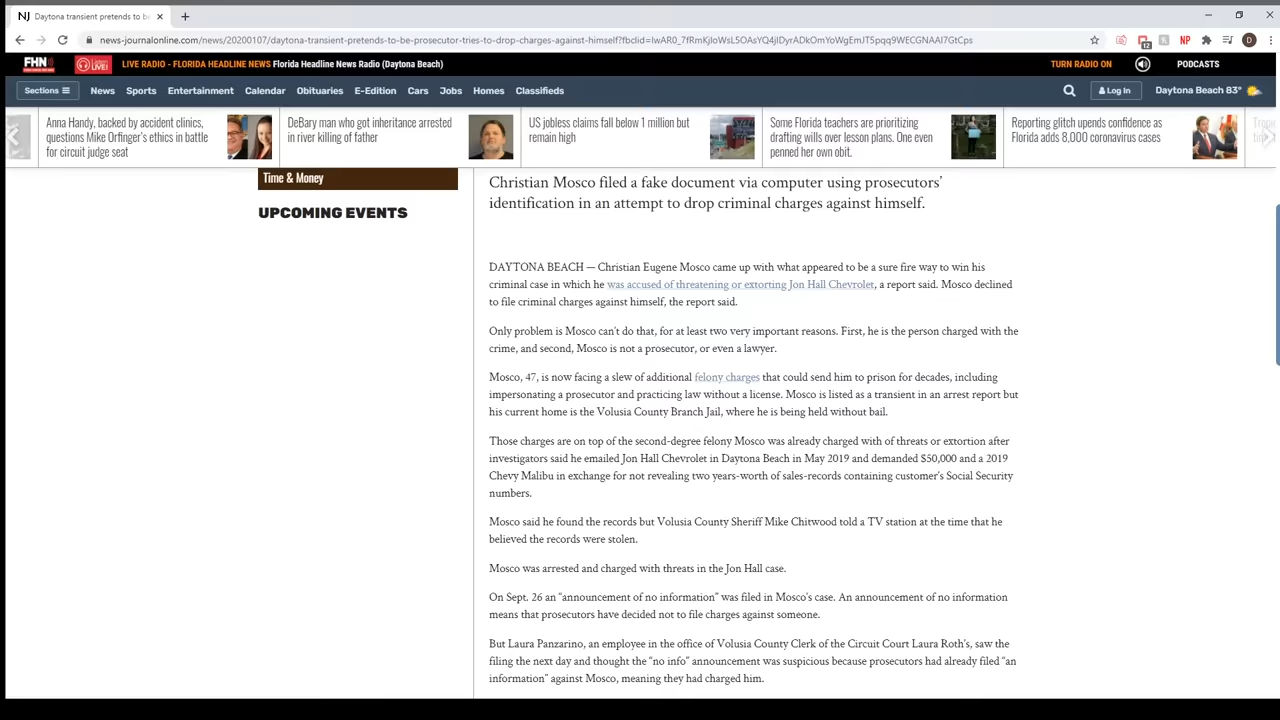 NJ Daytona transient pretends to b
news-journalonline.com/news/20200107/daytona-transient-pretends-to-be-prosecutor-tries-to-drop-charges-against-himself?fbclid=IwAR0_7fRmKjIoWsL5OAsYQ4jlDyrADkOmYoWgEmJT5pqq9WECGNAAI7GtCps
12
NP
D
FHN
LIVE!
LIVE RADIO - FLORIDA HEADLINE NEWS Florida Headline News Radio (Daytona Beach)
TURN RADIO ON
PODCASTS
Sections
News Sports Entertainment Calendar Obituaries E-Edition Cars Jobs Homes Classifieds
Log In
Daytona Beach 83°
Anna Handy, backed by accident clinics,
questions Mike Orfinger's ethics in battle
for circuit judge seat
DeBary man who got inheritance arrested
in river killing of father
US jobless claims fall below 1 million but
remain high
Some Florida teachers are prioritizing
drafting wills over lesson plans. One even
penned her own obit.
Reporting glitch upends confidence as
Florida adds 8,000 coronavirus cases
Time & Money
UPCOMING EVENTS
Christian Mosco filed a fake document via computer using prosecutors'
identification in an attempt to drop criminal charges against himself.
DAYTONA BEACH — Christian Eugene Mosco came up with what appeared to be a sure fire way to win his
criminal case in which he was accused of threatening or extorting Jon Hall Chevrolet, a report said. Mosco declined
to file criminal charges against himself, the report said.
Only problem is Mosco can't do that, for at least two very important reasons. First, he is the person charged with the
crime, and second, Mosco is not a prosecutor, or even a lawyer.
Mosco, 47, is now facing a slew of additional felony charges that could send him to prison for decades, including
impersonating a prosecutor and practicing law without a license. Mosco is listed as a transient in an arrest report but
his current home is the Volusia County Branch Jail, where he is being held without bail.
Those charges are on top of the second-degree felony Mosco was already charged with of threats or extortion after
investigators said he emailed Jon Hall Chevrolet in Daytona Beach in May 2019 and demanded $50,000 and a 2019
Chevy Malibu in exchange for not revealing two years-worth of sales-records containing customer's Social Security
numbers.
Mosco said he found the records but Volusia County Sheriff Mike Chitwood told a TV station at the time that he
believed the records were stolen.
Mosco was arrested and charged with threats in the Jon Hall case.
On Sept. 26 an “announcement of no information” was filed in Mosco's case. An announcement of no information
means that prosecutors have decided not to file charges against someone.
But Laura Panzarino, an employee in the office of Volusia County Clerk of the Circuit Court Laura Roth's, saw the
filing the next day and thought the “no info” announcement was suspicious because prosecutors had already filed “an
information” against Mosco, meaning they had charged him.